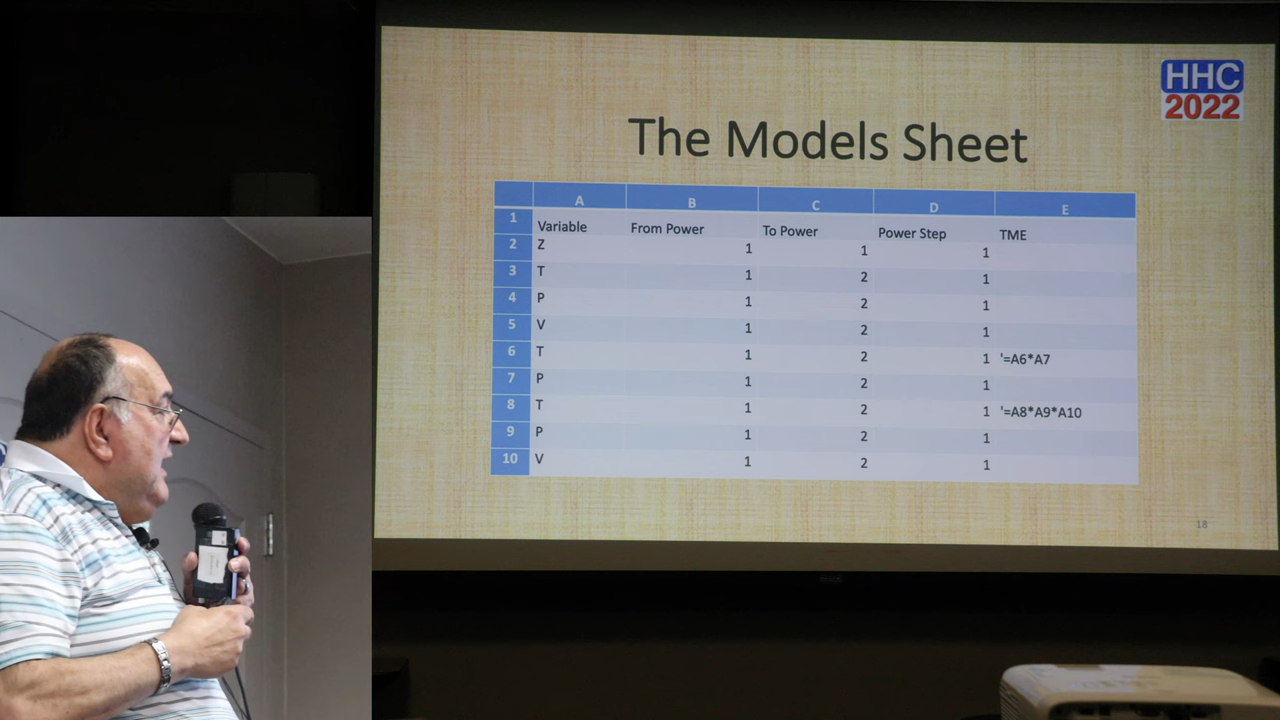 HHC
2022
The Models Sheet
A B C D E
1 Variable From Power To Power Power Step TME
2 Z 1 1 1
3 T 1 2 1
4 P 1 2 1
5 V 1 2 1
6 T 1 2 1 '=A6*A7
7 P 1 2 1
8 T 1 2 1 '=A8*A9*A10
9 P 1 2 1
10 V 1 2 1
18